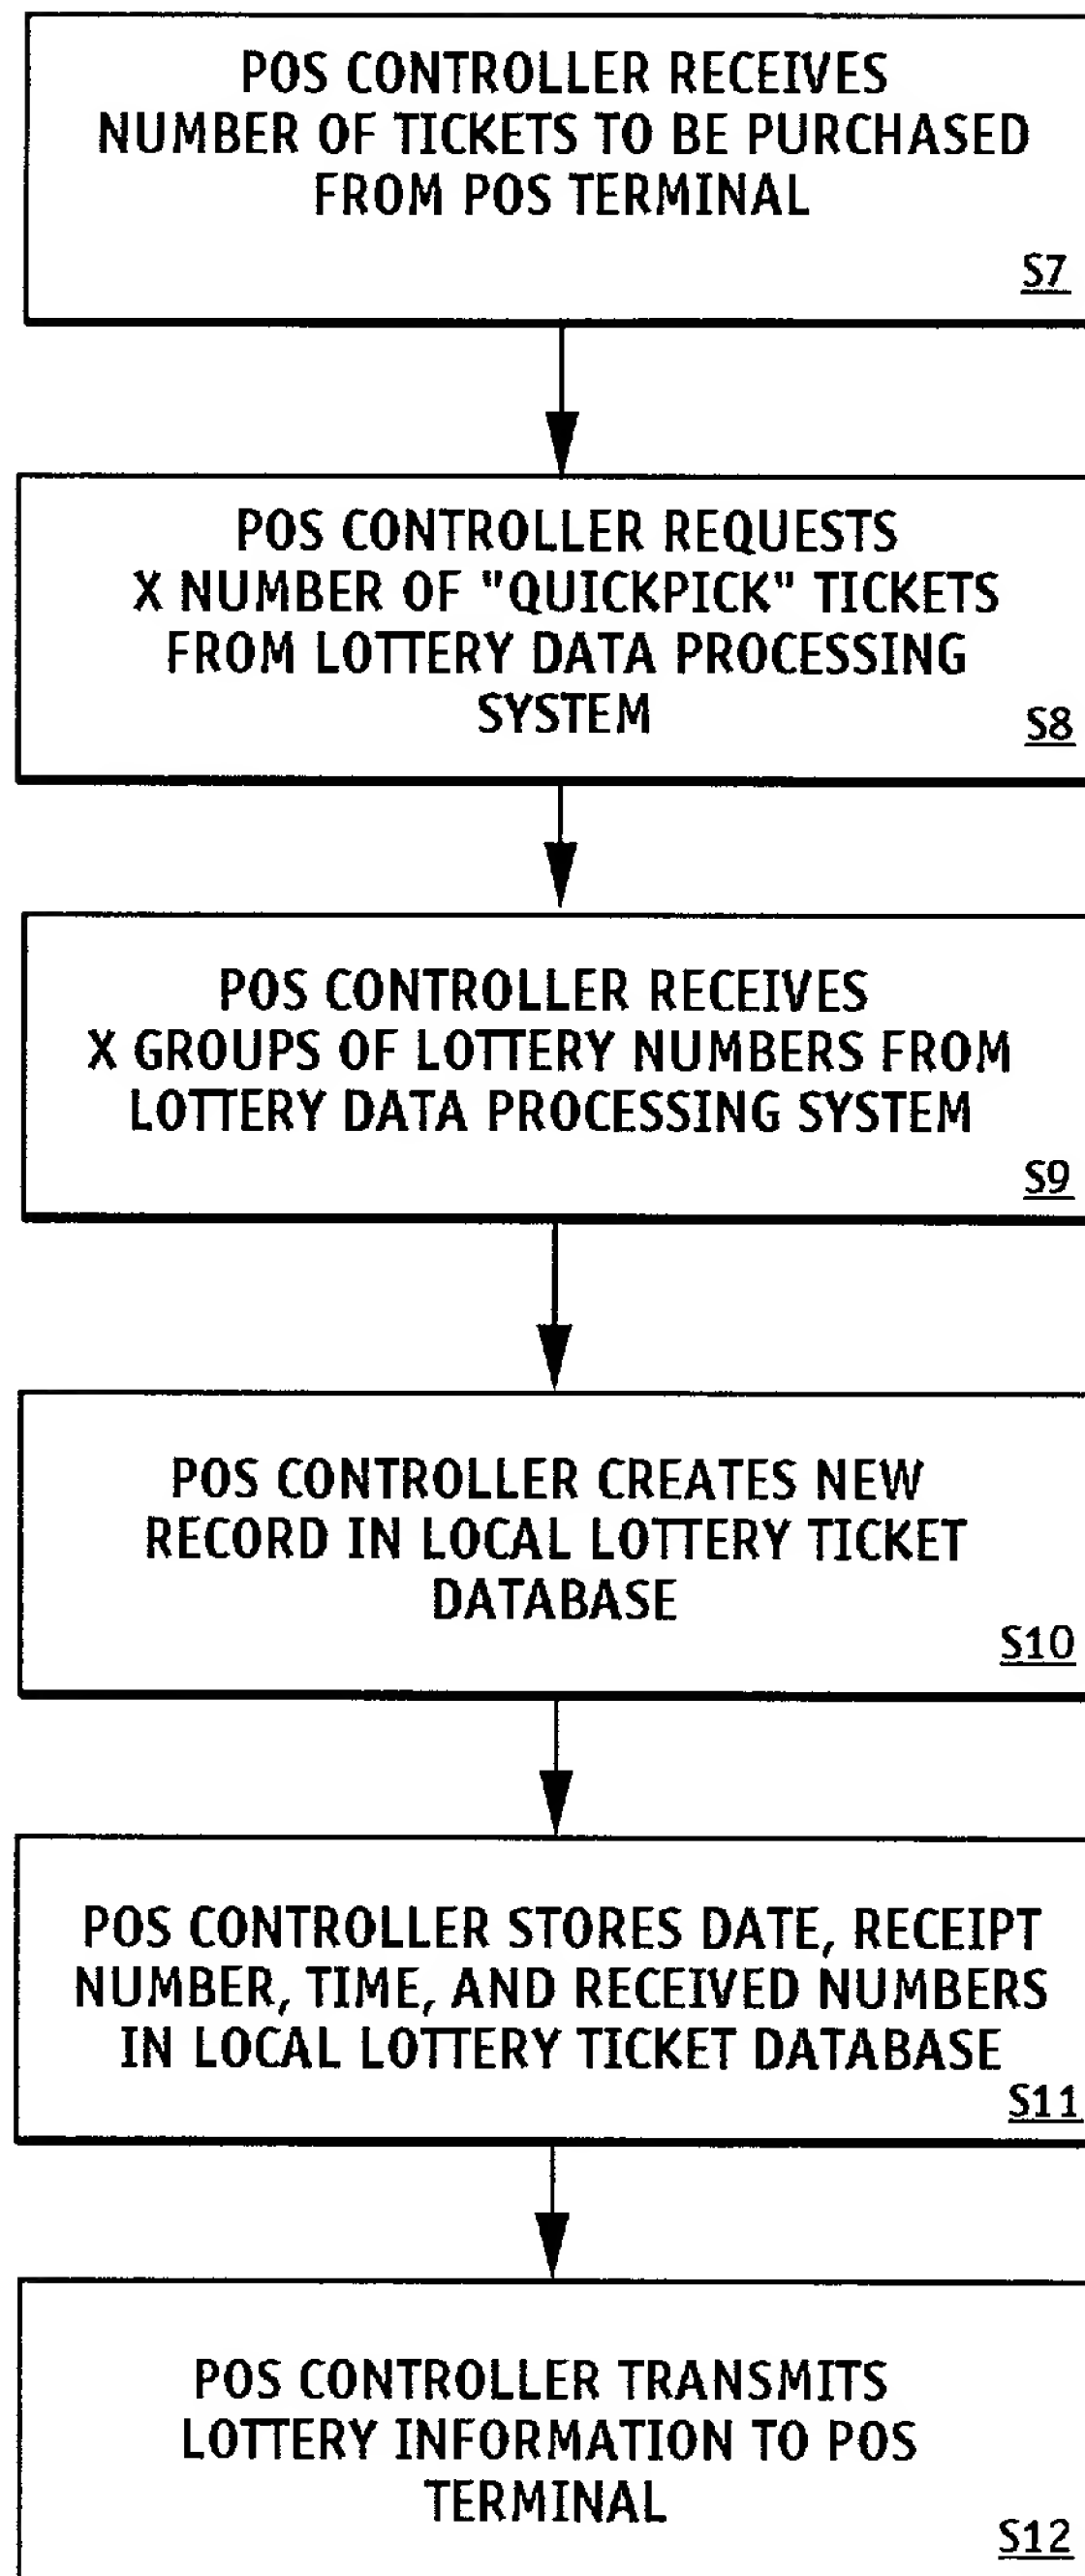 POS CONTROLLER RECEIVES
NUMBER OF TICKETS TO BE PURCHASED
FROM POS TERMINAL
S7
POS CONTROLLER REQUESTS
X NUMBER OF "QUICKPICK" TICKETS
FROM LOTTERY DATA PROCESSING
SYSTEM
S8
POS CONTROLLER RECEIVES
X GROUPS OF LOTTERY NUMBERS FROM
LOTTERY DATA PROCESSING SYSTEM
S9
POS CONTROLLER CREATES NEW
RECORD IN LOCAL LOTTERY TICKET
DATABASE
S10
POS CONTROLLER STORES DATE, RECEIPT
NUMBER, TIME, AND RECEIVED NUMBERS
IN LOCAL LOTTERY TICKET DATABASE
S11
POS CONTROLLER TRANSMITS
LOTTERY INFORMATION TO POS
TERMINAL
S12